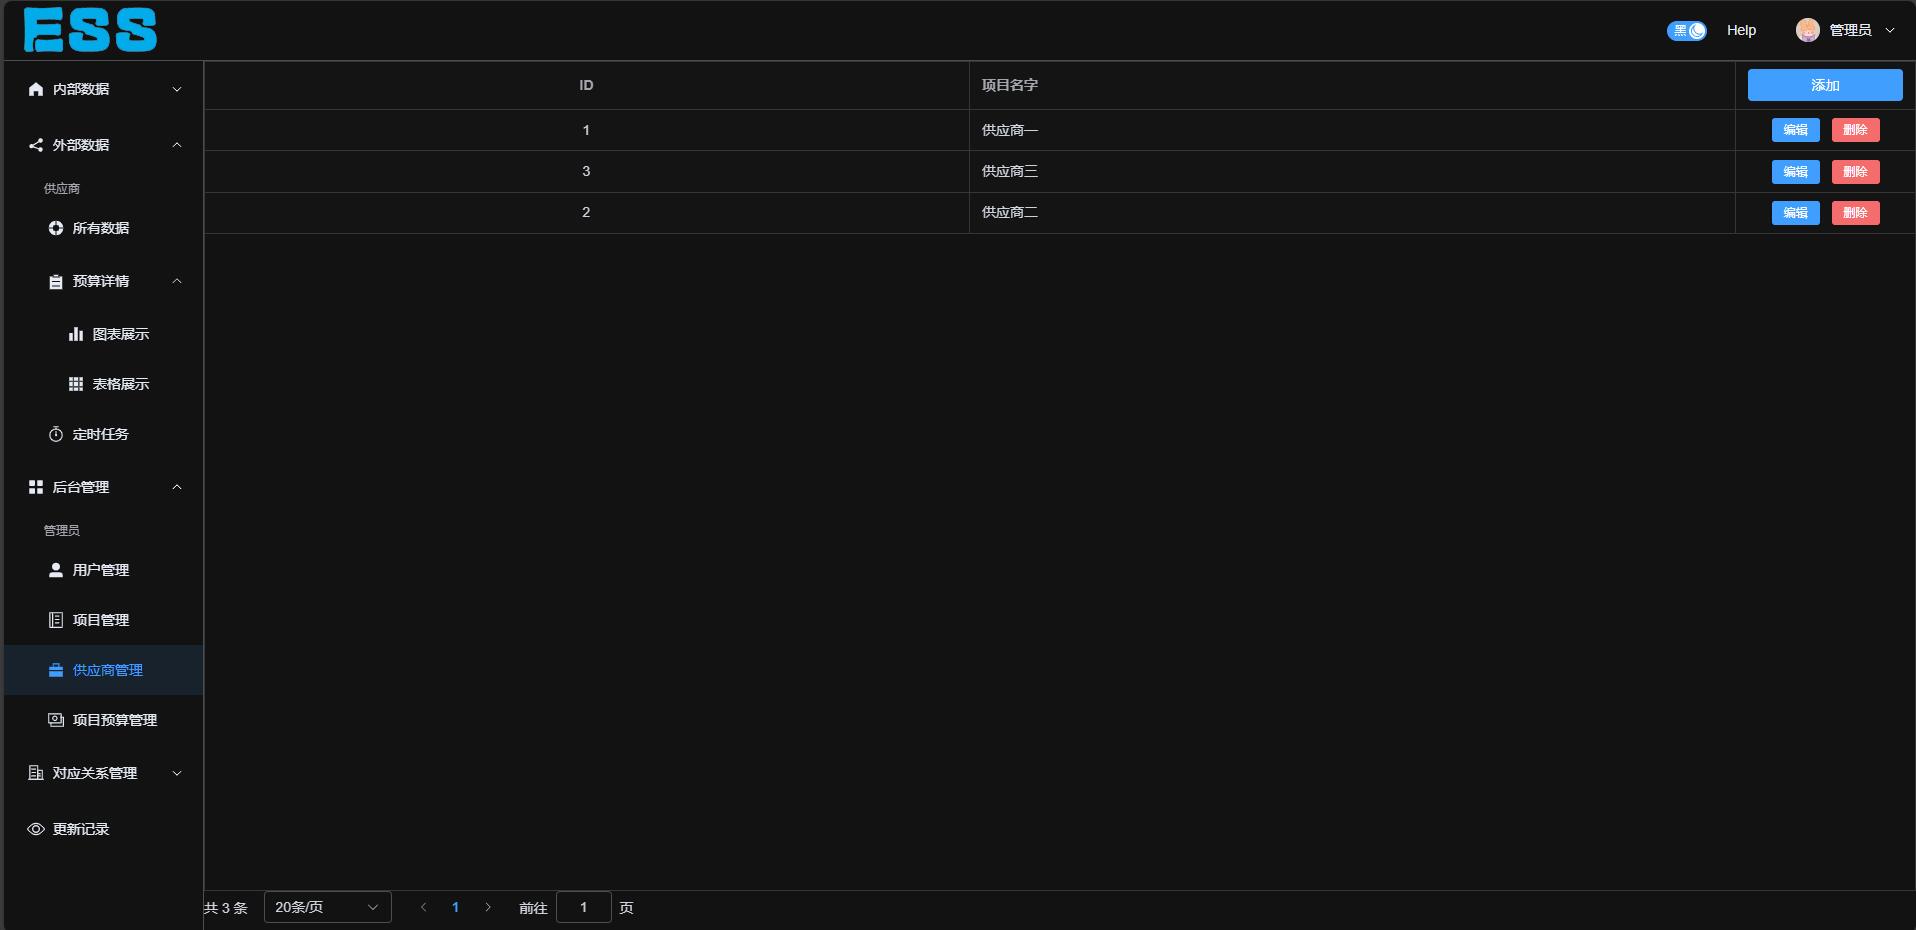 ESS
黑
Help
管理员
内部数据
外部数据
供应商
所有数据
预算详情
图表展示
表格展示
定时任务
后台管理
管理员
用户管理
项目管理
供应商管理
项目预算管理
对应关系管理
更新记录
ID 项目名字 添加
1 供应商一 编辑 删除
3 供应商三 编辑 删除
2 供应商二 编辑 删除
共 3 条 20条/页 1 前往 1 页